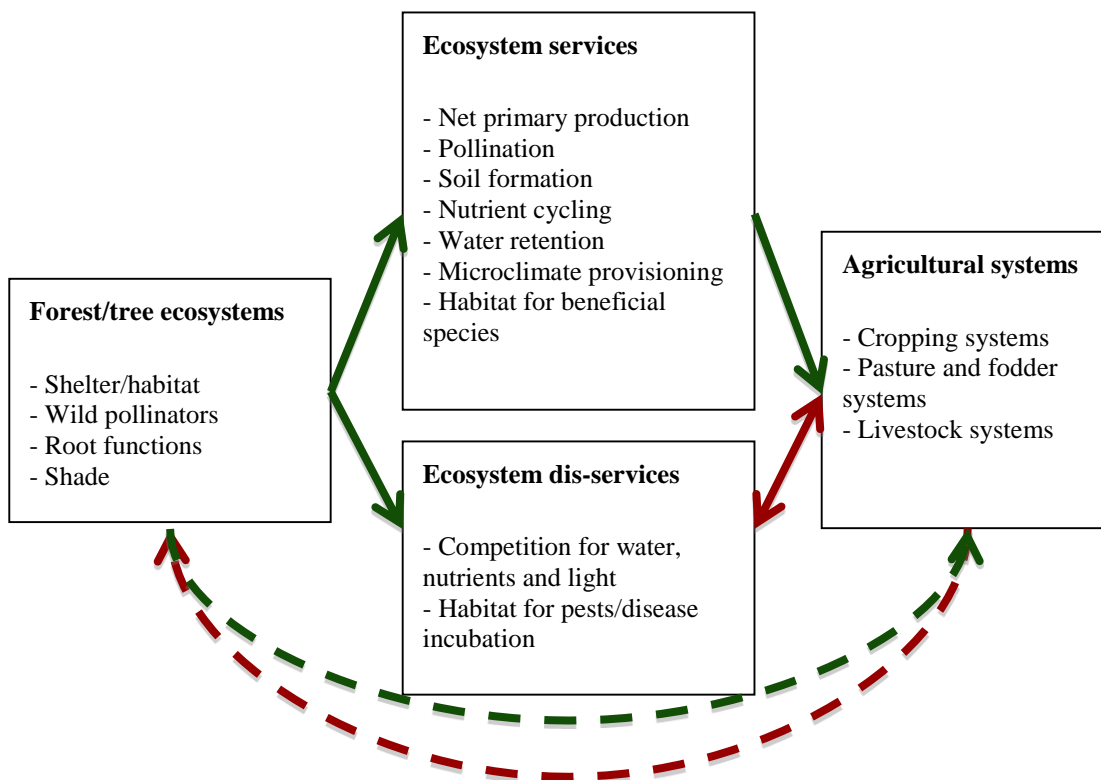 Ecosystem services
- Net primary production
- Pollination
- Soil formation
- Nutrient cycling
- Water retention
- Microclimate provisioning
- Habitat for beneficial
species
Forest/tree ecosystems
- Shelter/habitat
- Wild pollinators
- Root functions
- Shade
Ecosystem dis-services
- Competition for water,
nutrients and light
- Habitat for pests/disease
incubation
Agricultural systems
- Cropping systems
- Pasture and fodder
systems
- Livestock systems